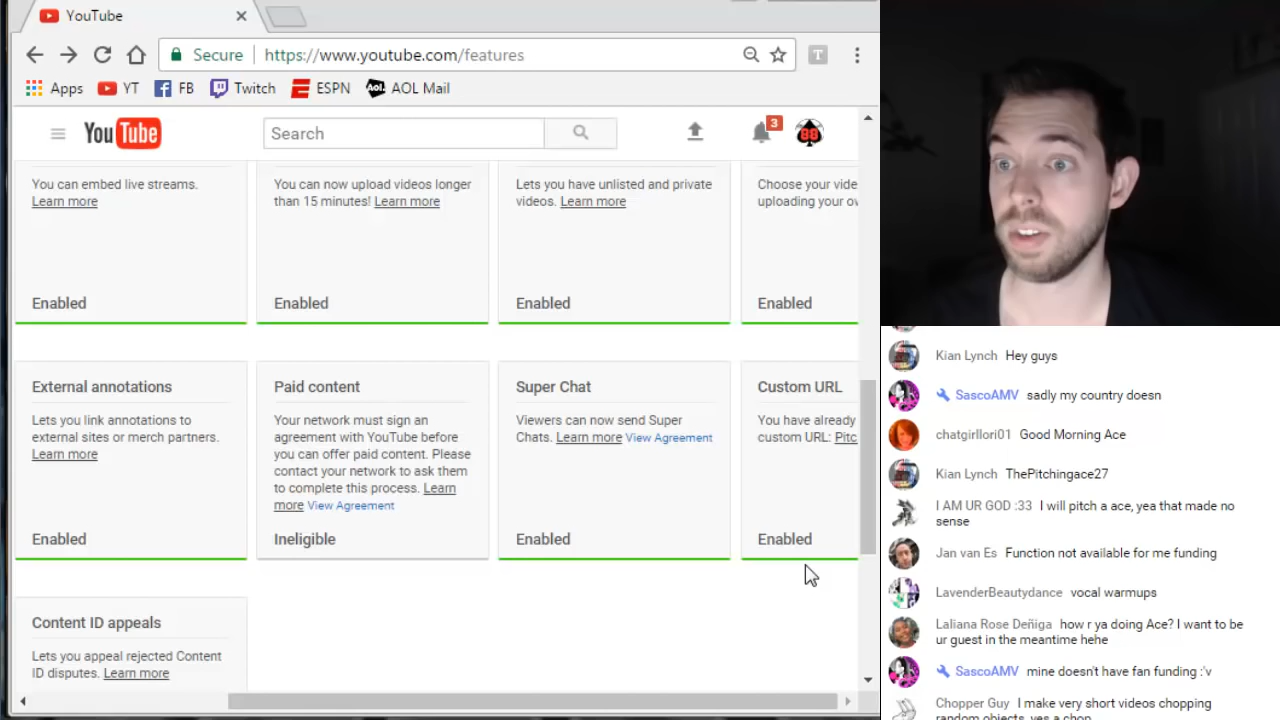 YouTube
Secure
https://www.youtube.com/features
T
Apps
YT
FB
Twitch
ESPN
Aol.
AOL Mail
YouTube
Search
3
88
You can embed live streams.
Learn more
Enabled
You can now upload videos longer
than 15 minutes! Learn more
Enabled
Lets you have unlisted and private
videos. Learn more
Enabled
Choose your vide
uploading your ov
Enabled
External annotations
Lets you link annotations to
external sites or merch partners.
Learn more
Enabled
Paid content
Your network must sign an
agreement with YouTube before
you can offer paid content. Please
contact your network to ask them
to complete this process. Learn
more View Agreement
Ineligible
Super Chat
Viewers can now send Super
Chats. Learn more View Agreement
Enabled
Custom URL
You have already
custom URL: Pitc
Enabled
Content ID appeals
Lets you appeal rejected Content
ID disputes. Learn more
Kian Lynch Hey guys
SascoAMV sadly my country doesn
chatgirllori01 Good Morning Ace
Kian Lynch ThePitchingace27
I AM UR GOD :33 I will pitch a ace, yea that made no
sense
Jan van Es Function not available for me funding
LavenderBeautydance vocal warmups
Laliana Rose Deñiga how r ya doing Ace? I want to be
ur guest in the meantime hehe
SascoAMV mine doesn't have fan funding :'v
Chopper Guy I make very short videos chopping
random objects, yes a chop